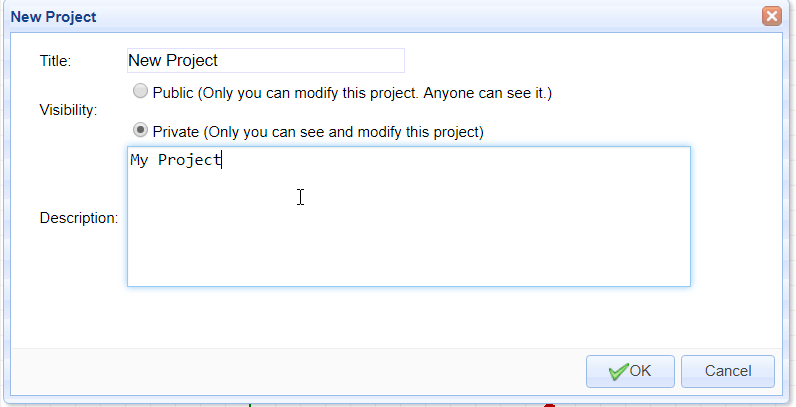 New Project
Title: New Project
Public (Only you can modify this project. Anyone can see it.)
Visibility:
Private (Only you can see and modify this project)
My Project
Description:
OK Cancel